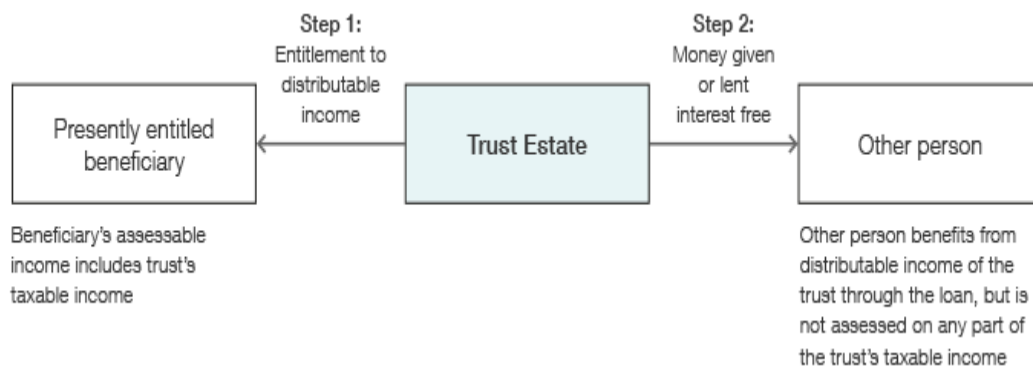 Step 1:
Entitlement to
distributable
income
Step 2:
Money given
or lent
interest free
Presently entitled
beneficiary
Trust Estate
Other person
Beneficiary's assessable
income includes trust's
taxable income
Other person benefits from
distributable income of the
trust through the loan, but is
not assessed on any part of
the trust's taxable income